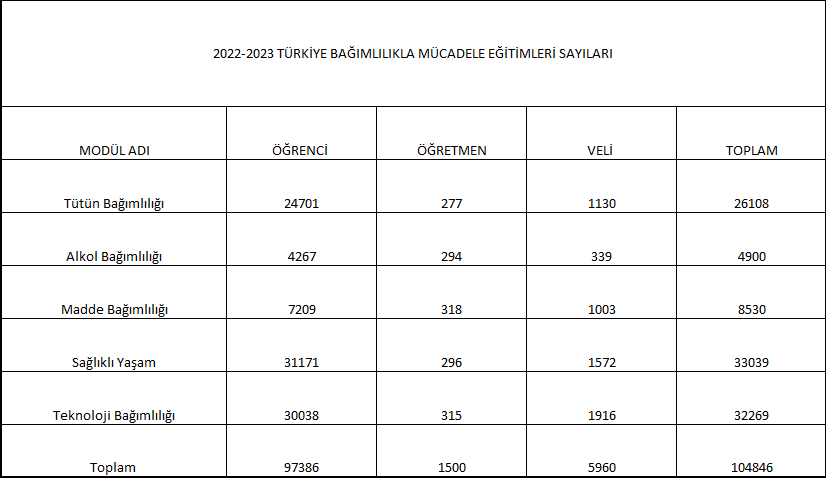 2022-2023 TÜRKİYE BAĞIMLILIKLA MÜCADELE EĞİTİMLERİ SAYILARI
MODÜL ADI ÖĞRENCİ ÖĞRETMEN VELİ TOPLAM
Tütün Bağımlılığı 24701 277 1130 26108
Alkol Bağımlılığı 4267 294 339 4900
Madde Bağımlılığı 7209 318 1003 8530
Sağlıklı Yaşam 31171 296 1572 33039
Teknoloji Bağımlılığı 30038 315 1916 32269
Toplam 97386 1500 5960 104846